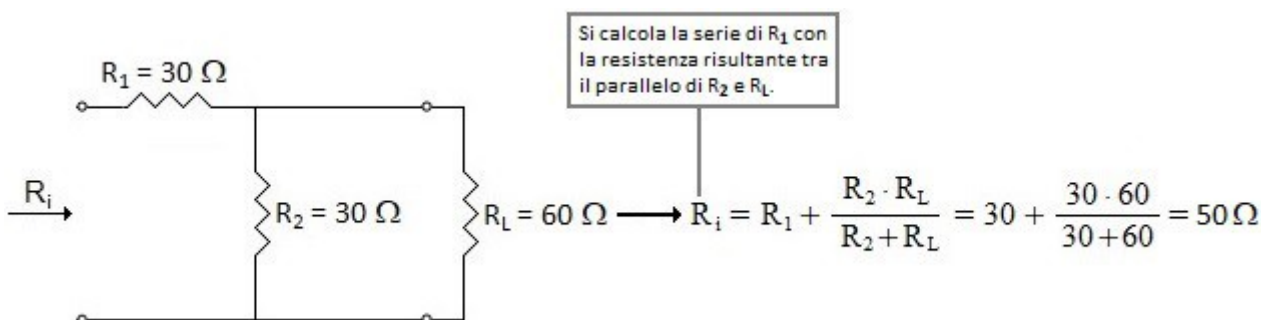 Si calcola la serie di R₁ con
la resistenza risultante tra
il parallelo di R₂ e R_L.
R₁ = 30 Ω
R_i
R₂ = 30 Ω
R_L = 60 Ω
R_i = R₁ + (R₂ · R_L)/(R₂ + R_L) = 30 + (30 · 60)/(30 + 60) = 50 Ω